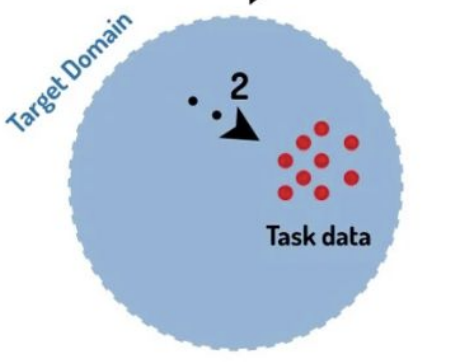 Target Domain
2
Task data